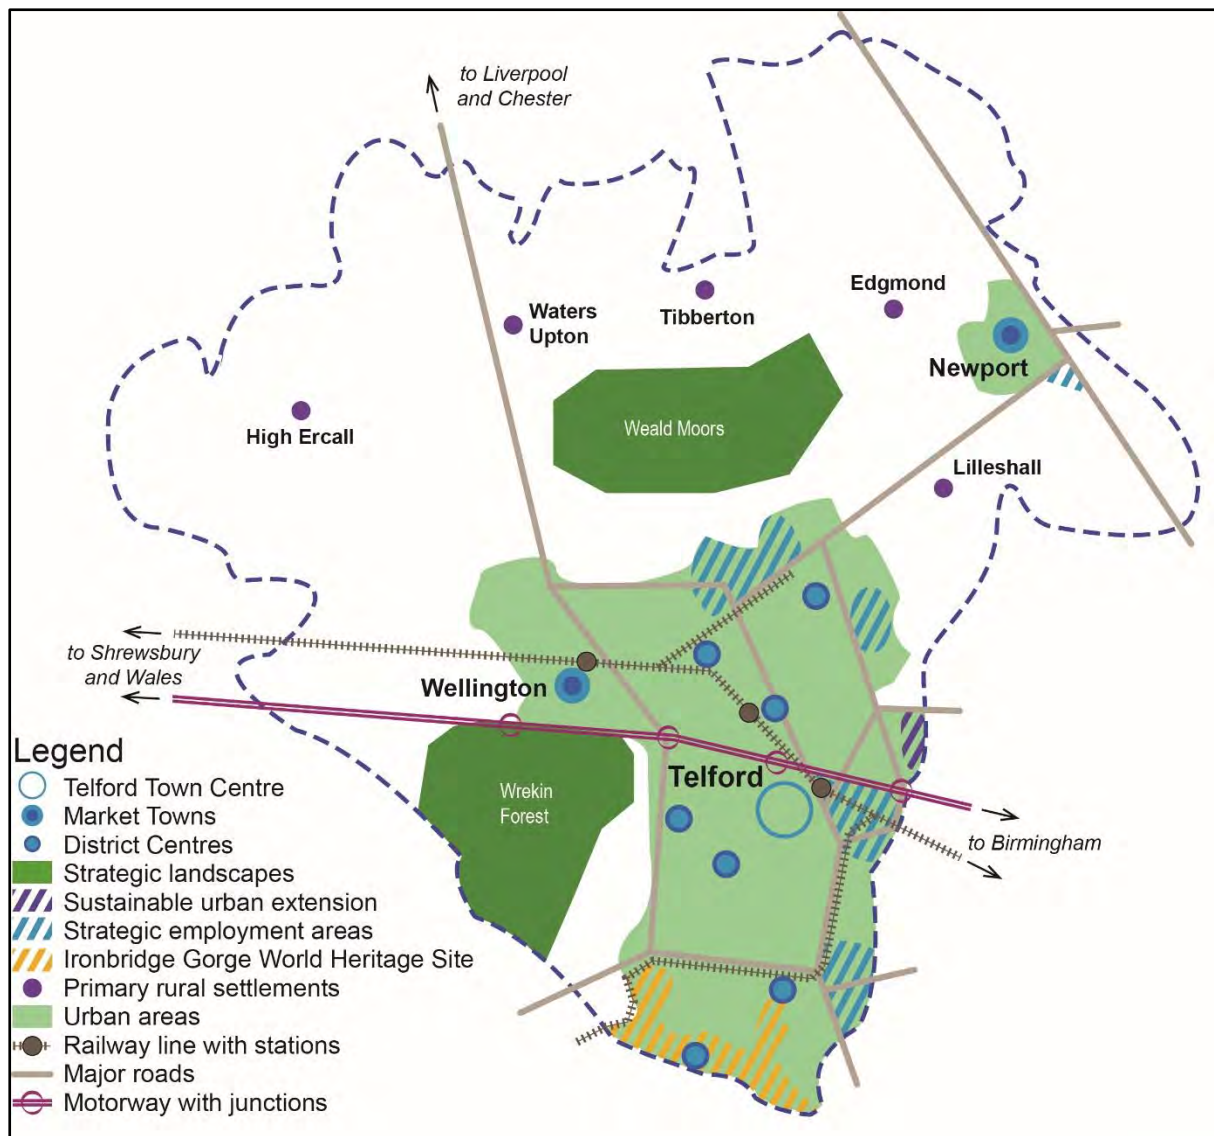 to Liverpool
and Chester
Waters
Upton
Tibberton
Edgmond
Newport
High Ercall
Weald Moors
Lilleshall
to Shrewsbury
and Wales
Wellington
Telford
Wrekin
Forest
to Birmingham
Legend
Telford Town Centre
Market Towns
District Centres
Strategic landscapes
Sustainable urban extension
Strategic employment areas
Ironbridge Gorge World Heritage Site
Primary rural settlements
Urban areas
Railway line with stations
Major roads
Motorway with junctions